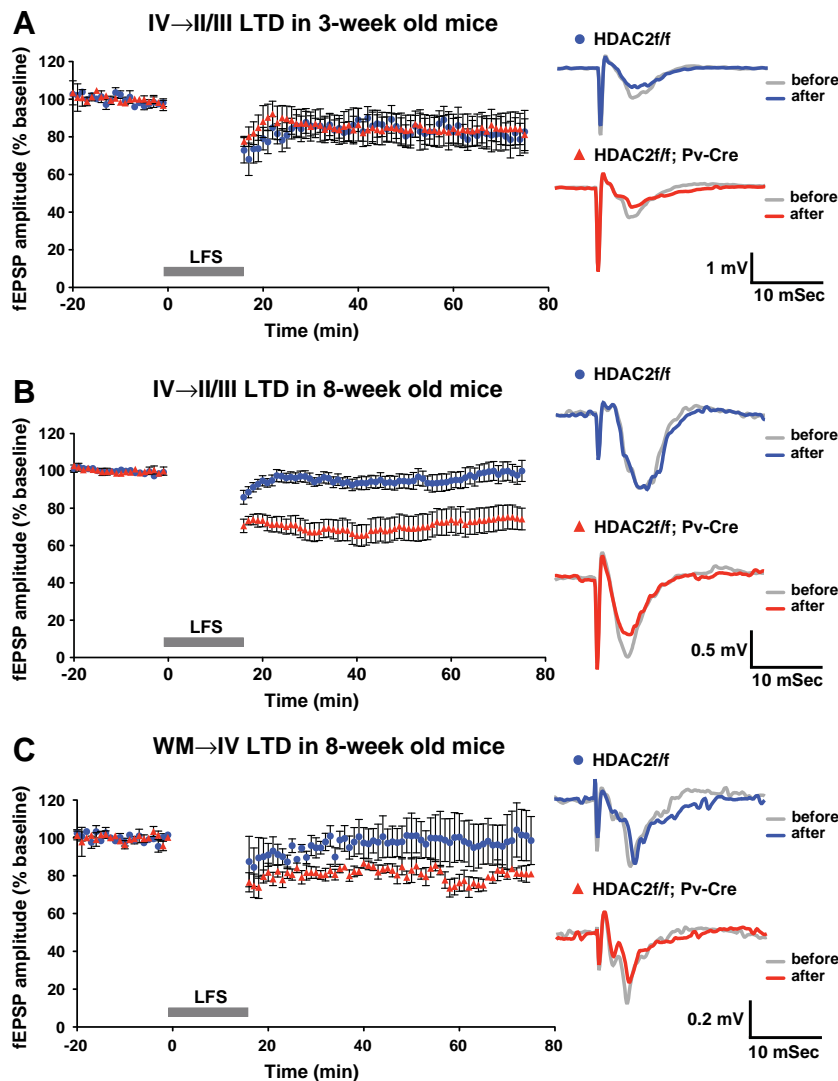 A
IV→II/III LTD in 3-week old mice
fEPSP amplitude (% baseline)
120
100
80
60
40
20
0
-20
0
20
40
60
80
Time (min)
LFS
HDAC2f/f
before
after
HDAC2f/f; Pv-Cre
before
after
1 mV
10 mSec
B
IV→II/III LTD in 8-week old mice
fEPSP amplitude (% baseline)
120
100
80
60
40
20
0
-20
0
20
40
60
80
Time (min)
LFS
HDAC2f/f
before
after
HDAC2f/f; Pv-Cre
before
after
0.5 mV
10 mSec
C
WM→IV LTD in 8-week old mice
fEPSP amplitude (% baseline)
120
100
80
60
40
20
0
-20
0
20
40
60
80
Time (min)
LFS
HDAC2f/f
before
after
HDAC2f/f; Pv-Cre
before
after
0.2 mV
10 mSec